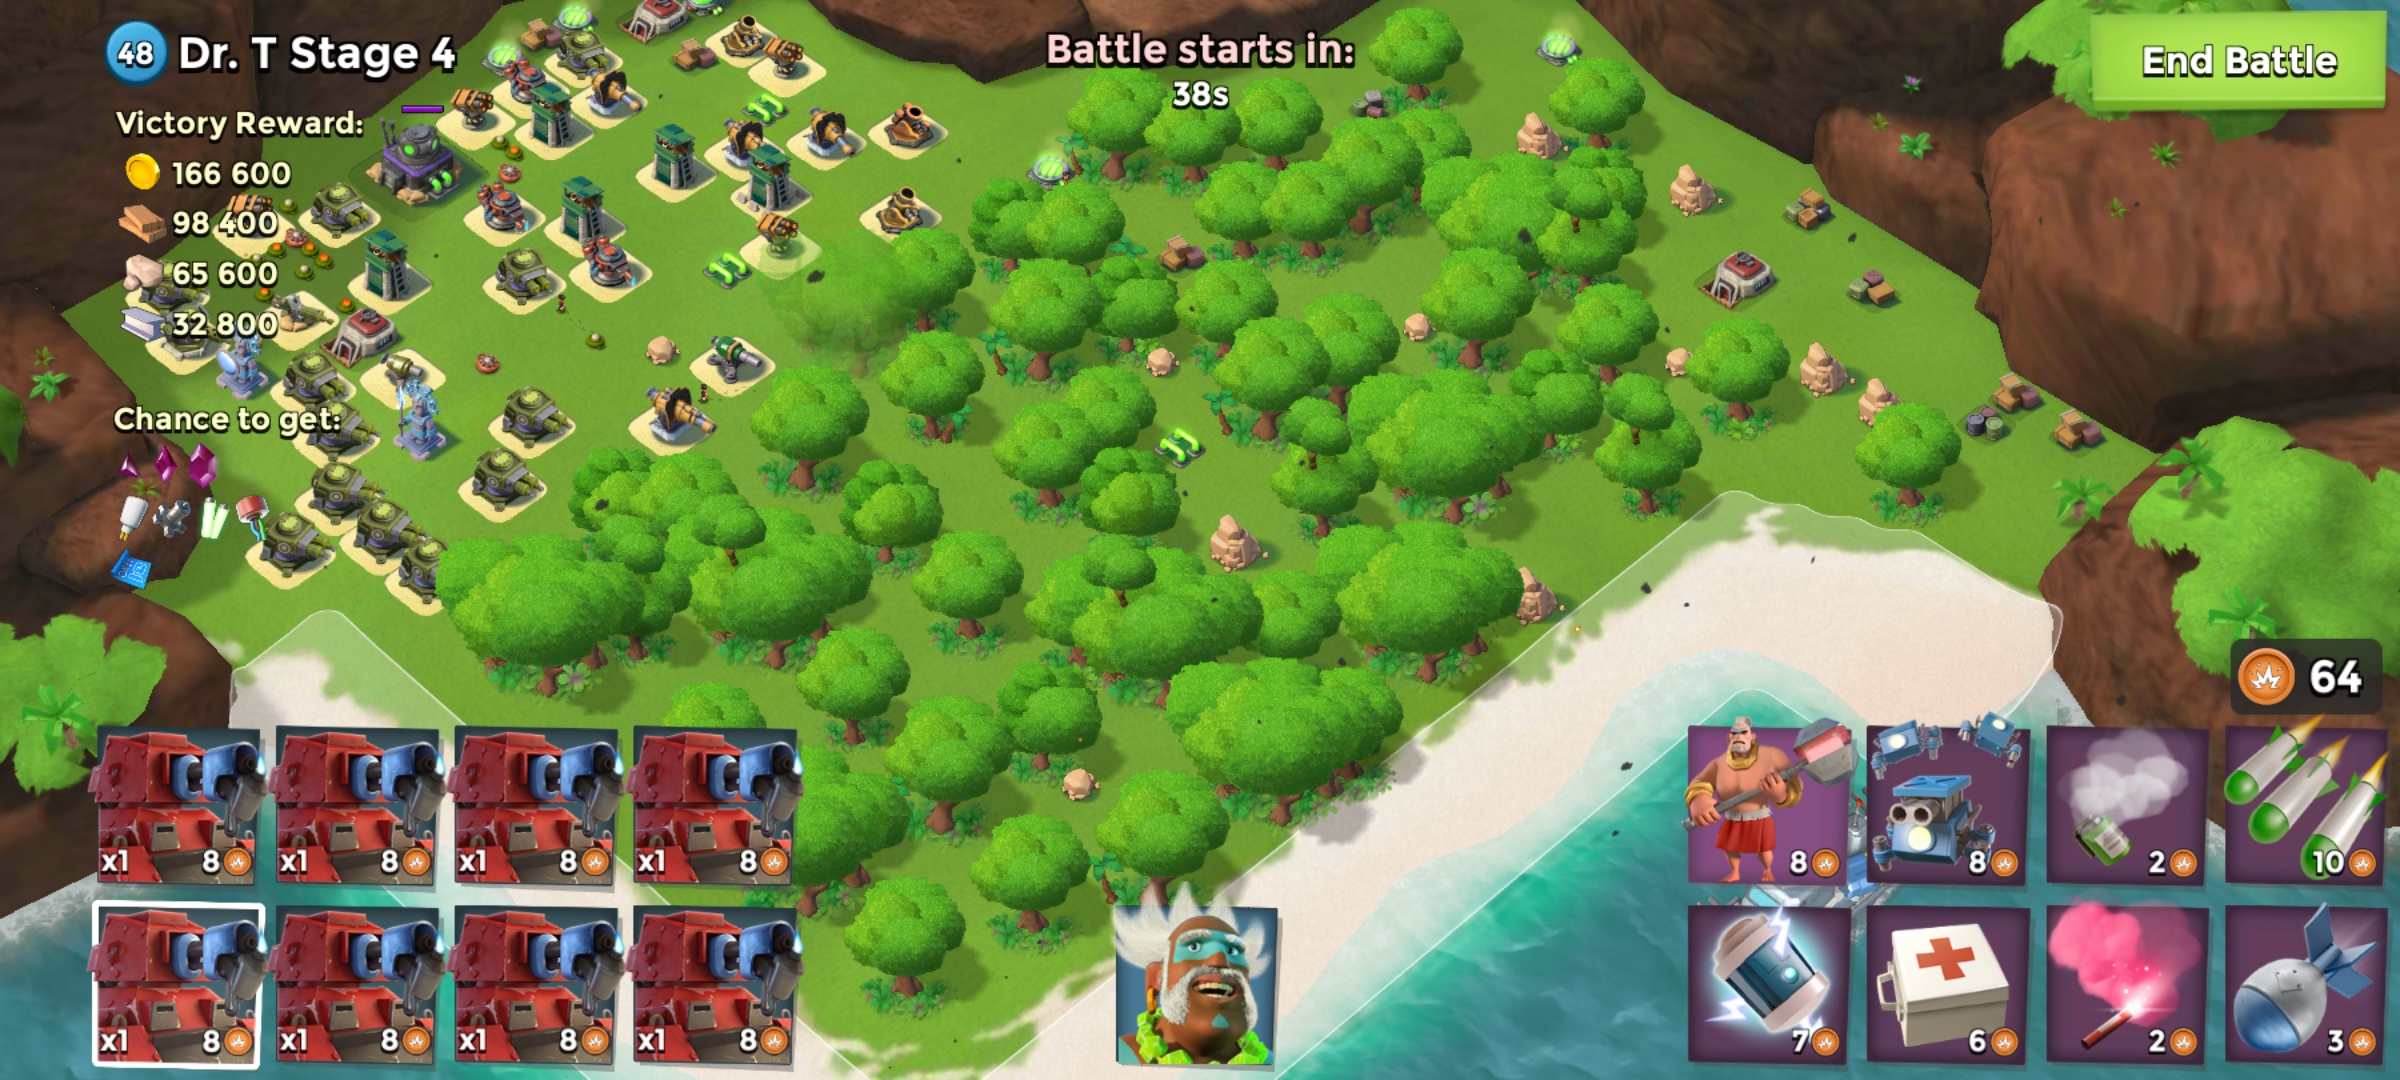 48 Dr. T Stage 4
Battle starts in:
38s
End Battle
Victory Reward:
166 600
98 400
65 600
32 800
Chance to get:
64
x1 8 x1 8 x1 8 x1 8
8 8 2 10
x1 8 x1 8 x1 8 x1 8
7 6 2 3